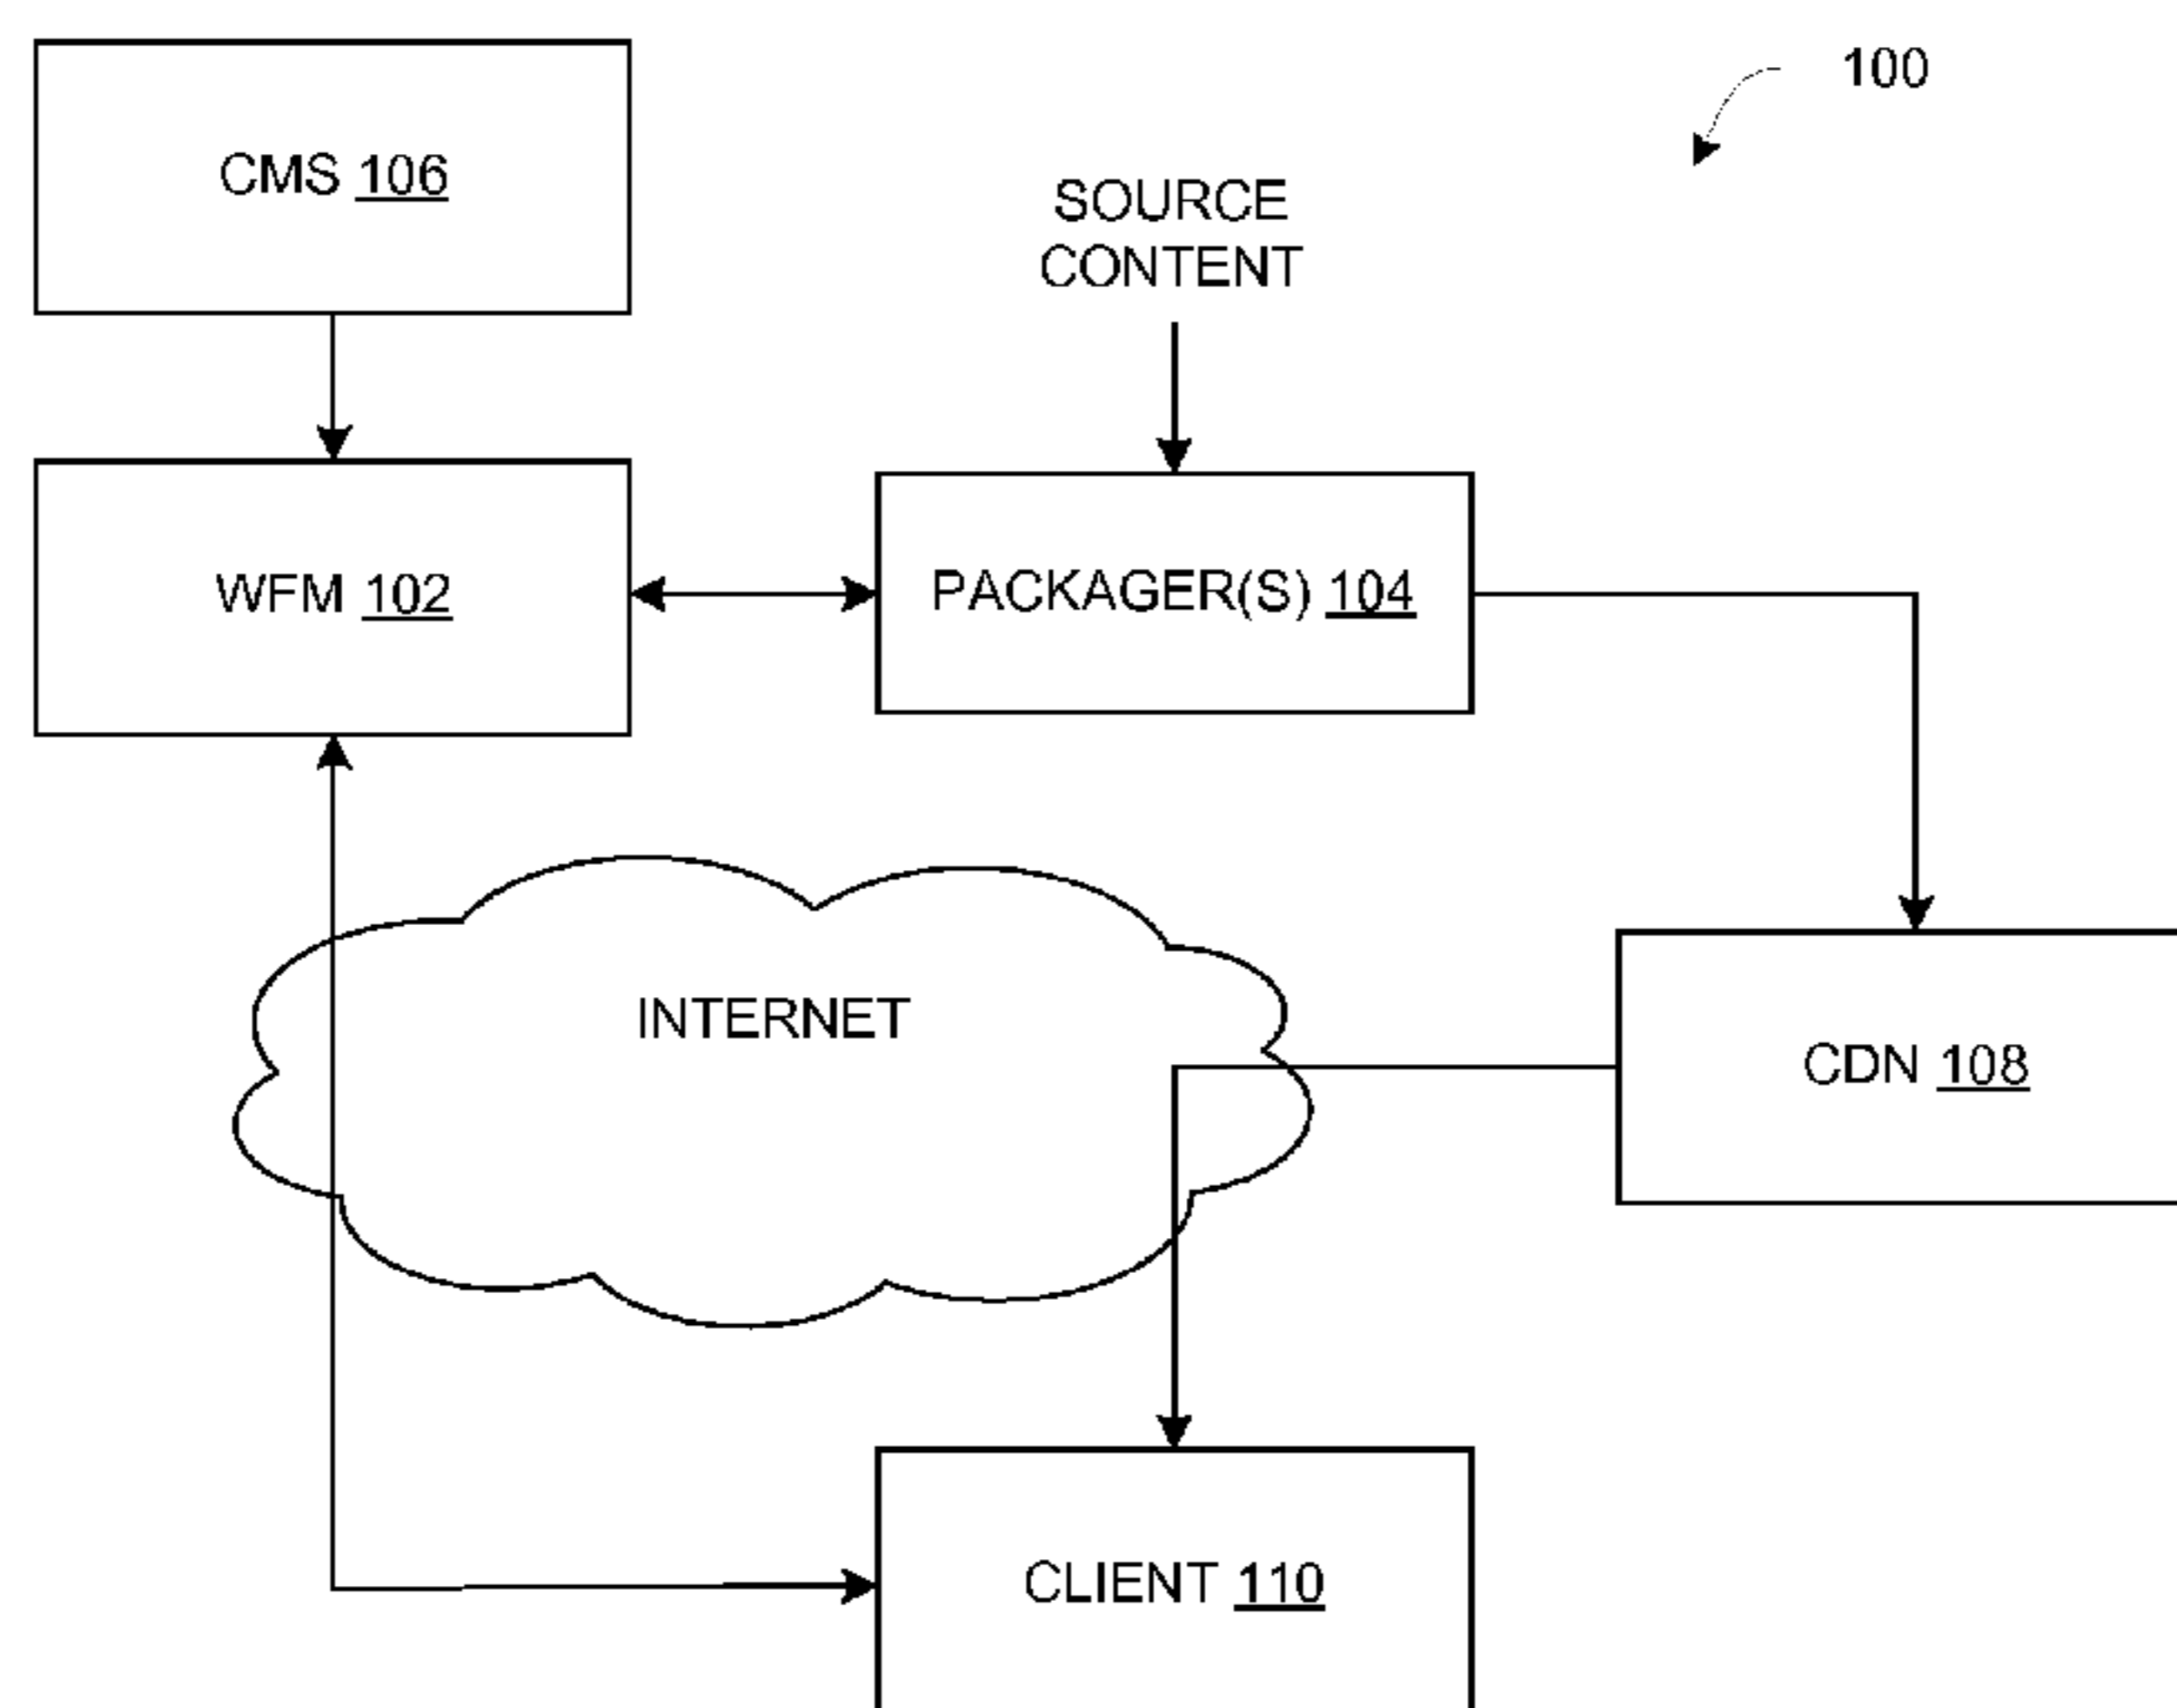 100
CMS 106
SOURCE
CONTENT
WFM 102
PACKAGER(S) 104
INTERNET
CDN 108
CLIENT 110